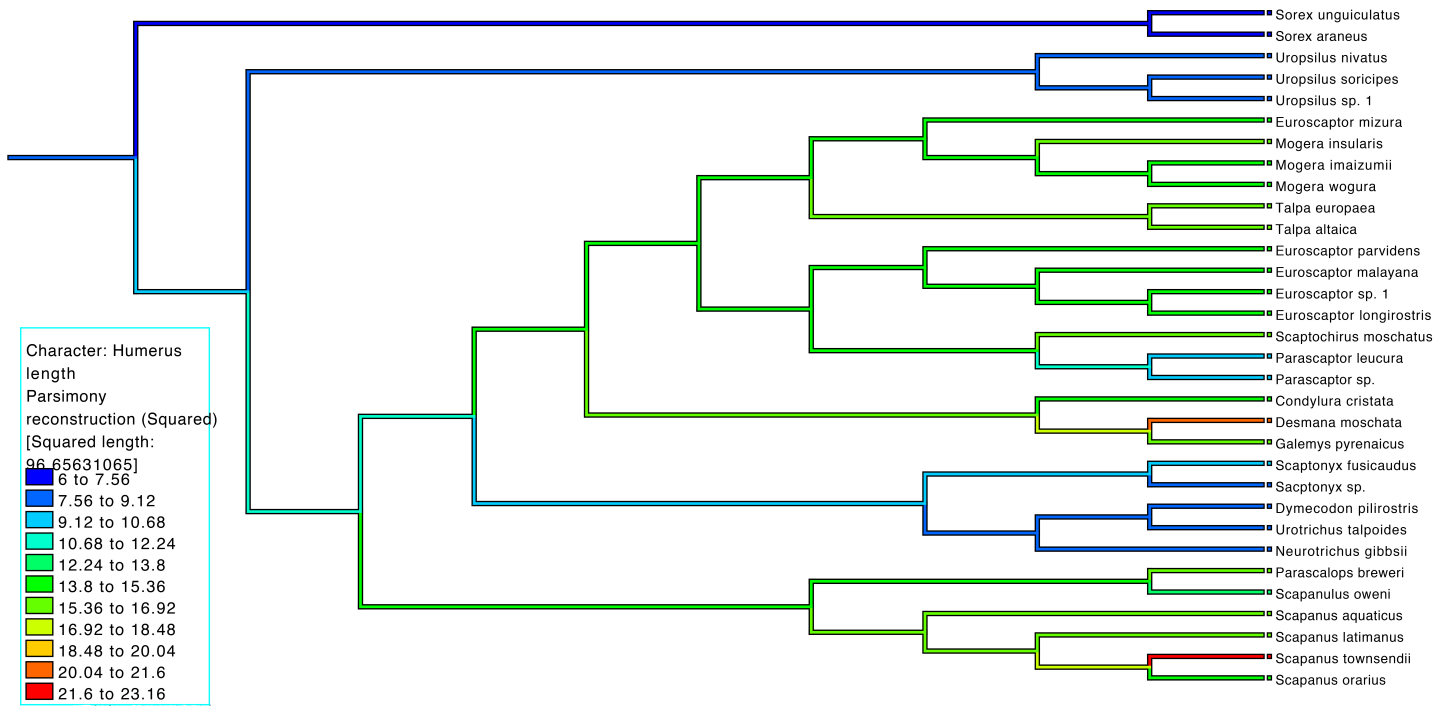 Sorex unguiculatus
Sorex araneus
Uropsilus nivatus
Uropsilus soricipes
Uropsilus sp. 1
Euroscaptor mizura
Mogera insularis
Mogera imaizumii
Mogera wogura
Talpa europaea
Talpa altaica
Euroscaptor parvidens
Euroscaptor malayana
Euroscaptor sp. 1
Euroscaptor longirostris
Scaptochirus moschatus
Parascaptor leucura
Parascaptor sp.
Condylura cristata
Desmana moschata
Galemys pyrenaicus
Scaptonyx fusicaudus
Sacptonyx sp.
Dymecodon pilirostris
Urotrichus talpoides
Neurotrichus gibbsii
Parascalops breweri
Scapanulus oweni
Scapanus aquaticus
Scapanus latimanus
Scapanus townsendii
Scapanus orarius
Character: Humerus
length
Parsimony
reconstruction (Squared)
[Squared length:
96.65631065]
6 to 7.56
7.56 to 9.12
9.12 to 10.68
10.68 to 12.24
12.24 to 13.8
13.8 to 15.36
15.36 to 16.92
16.92 to 18.48
18.48 to 20.04
20.04 to 21.6
21.6 to 23.16